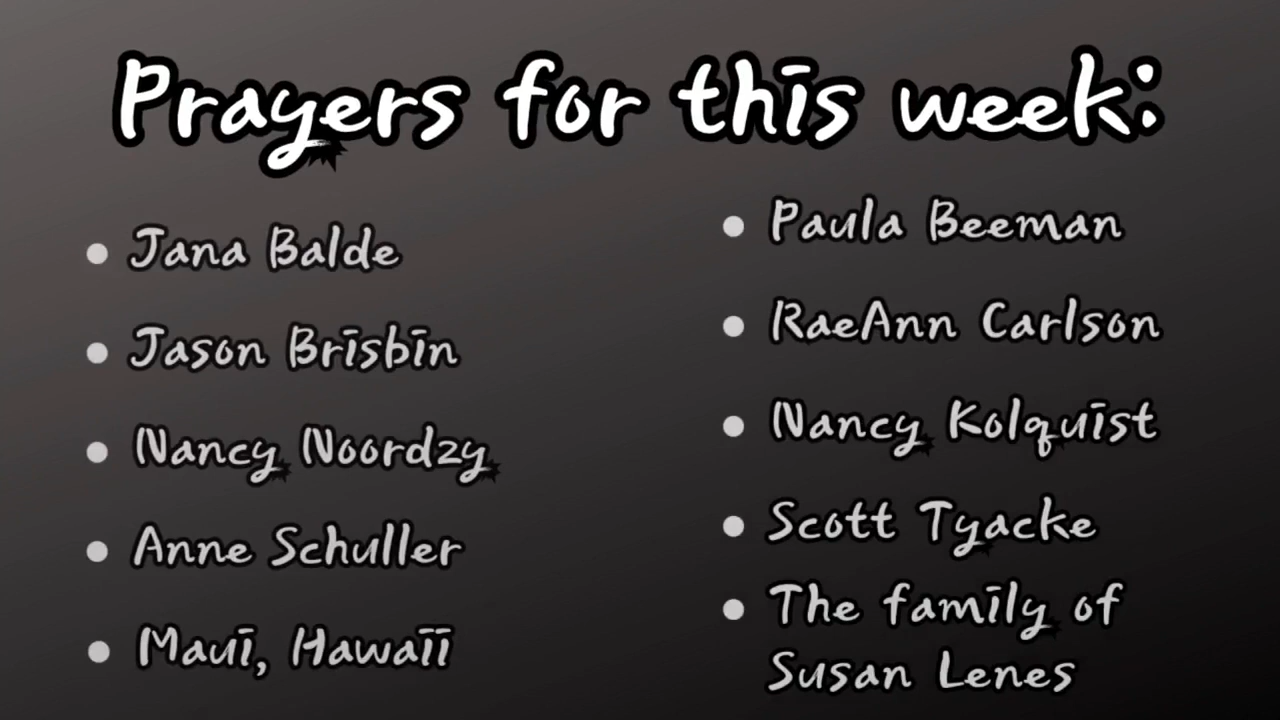 Prayers for this week:
• Jana Balde
• Jason Brisbin
• Nancy Noordzy
• Anne Schuller
• Maui, Hawaii
• Paula Beeman
• RaeAnn Carlson
• Nancy Kolquist
• Scott Tyacke
• The family of
Susan Lenes